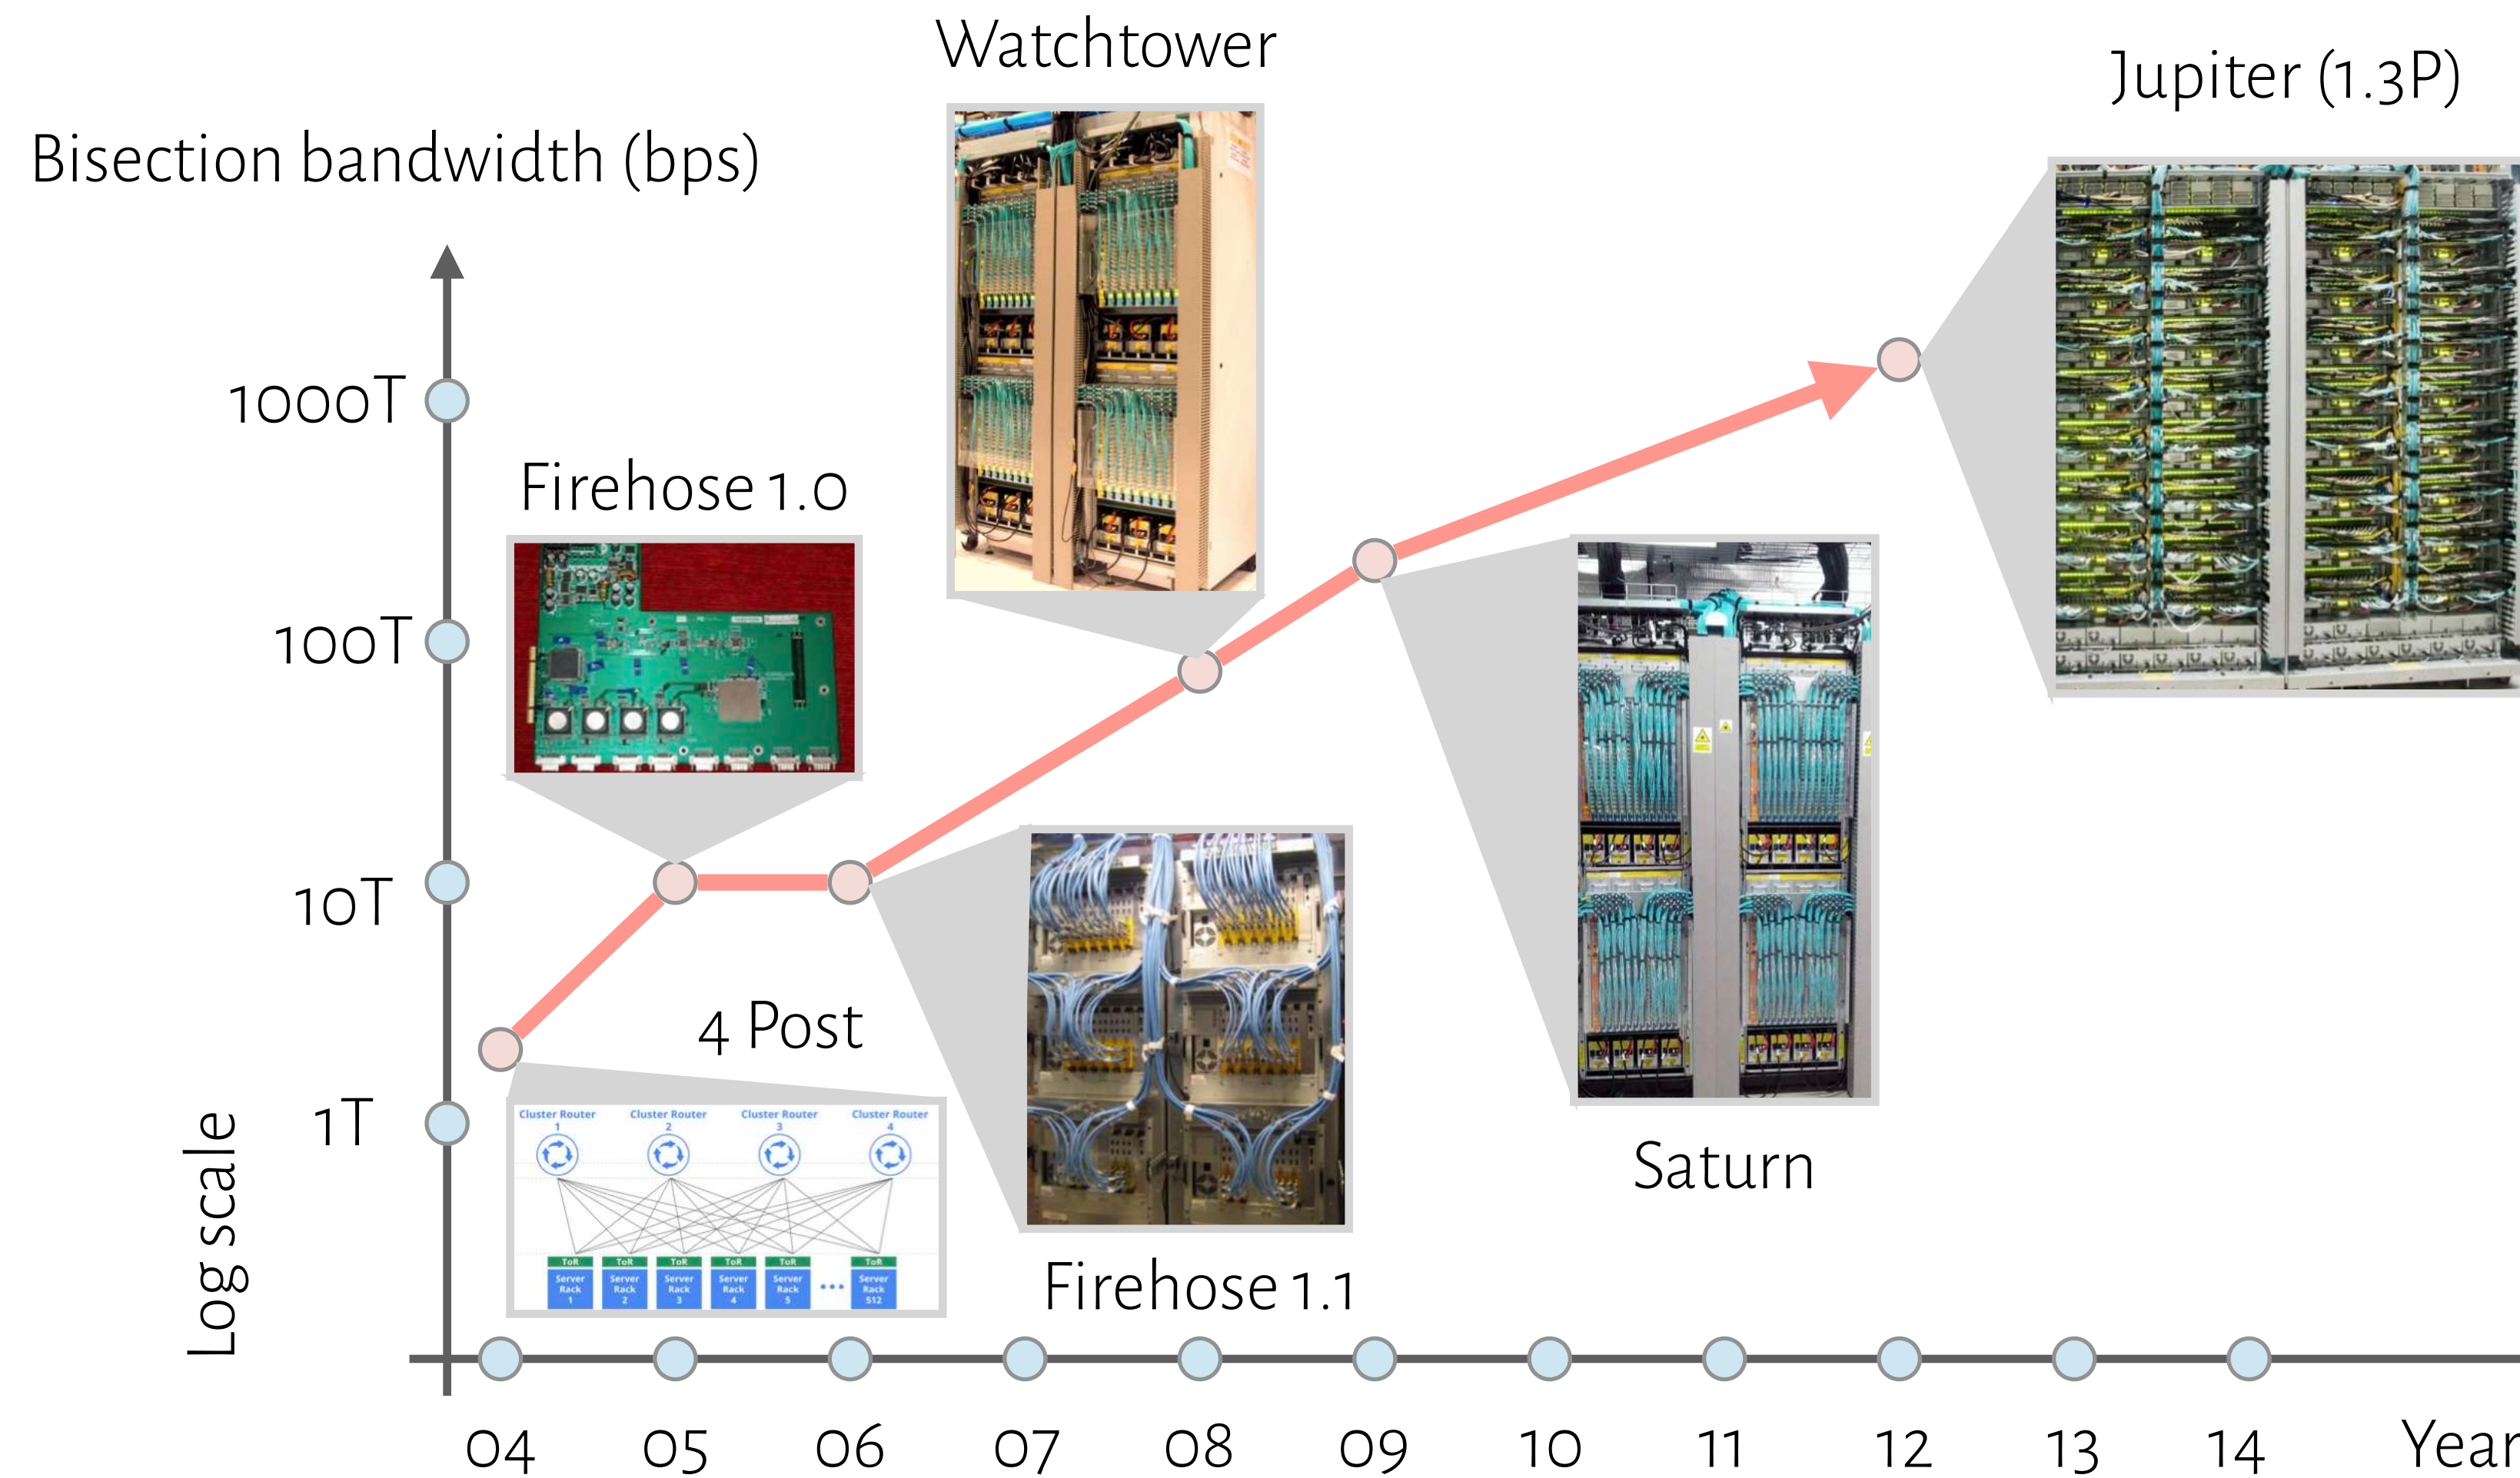 Watchtower
Jupiter (1.3P)
Bisection bandwidth (bps)
1000T
Firehose 1.0
100T
10T
4 Post
1T
Log scale
Cluster Router 1
Cluster Router 2
Cluster Router 3
Cluster Router 4
ToR ToR ToR ToR ToR ToR
Server Rack 1
Server Rack 2
Server Rack 3
Server Rack 4
Server Rack 5
...
Server Rack 512
Saturn
Firehose 1.1
04 05 06 07 08 09 10 11 12 13 14 Year